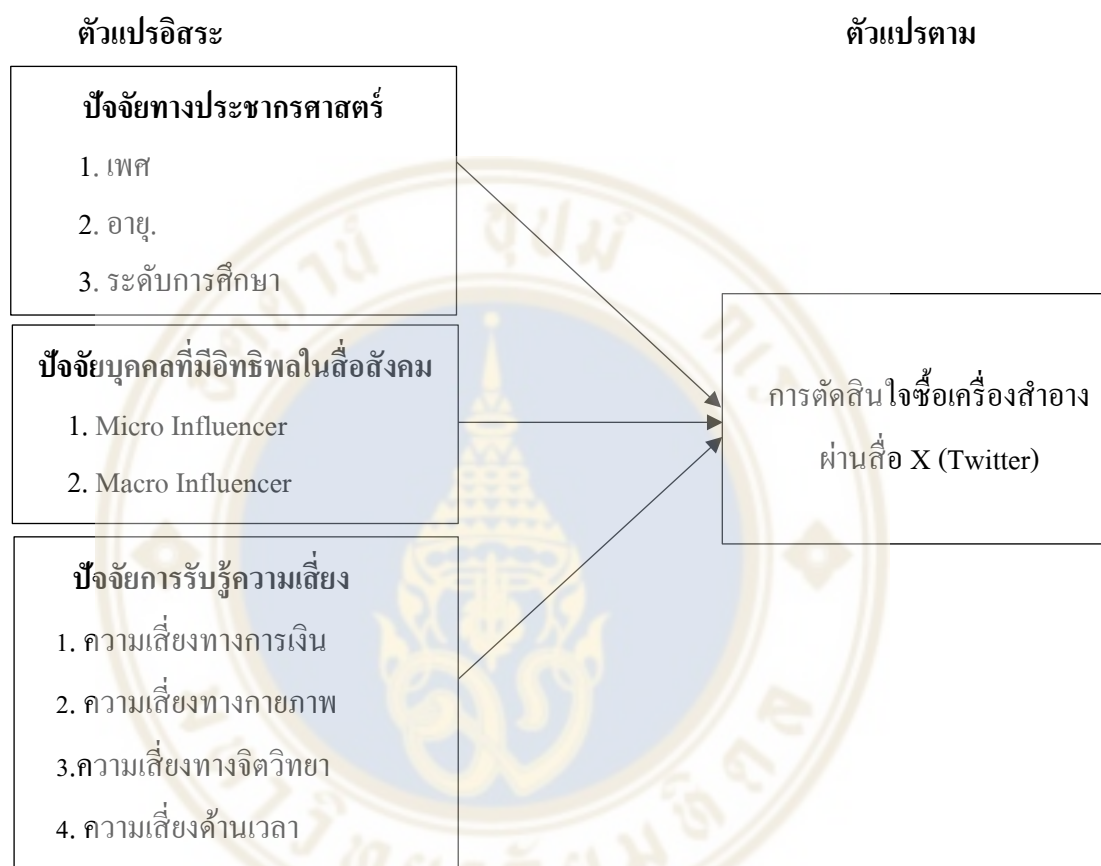 ตัวแปรอิสระ
ตัวแปรตาม
ปัจจัยทางประชากรศาสตร์
1. เพศ
2. อายุ.
3. ระดับการศึกษา
ปัจจัยบุคคลที่มีอิทธิพลในสื่อสังคม
1. Micro Influencer
2. Macro Influencer
ปัจจัยการรับรู้ความเสี่ยง
1. ความเสี่ยงทางการเงิน
2. ความเสี่ยงทางกายภาพ
3.ความเสี่ยงทางจิตวิทยา
4. ความเสี่ยงด้านเวลา
การตัดสินใจซื้อเครื่องสำอาง
ผ่านสื่อ X (Twitter)